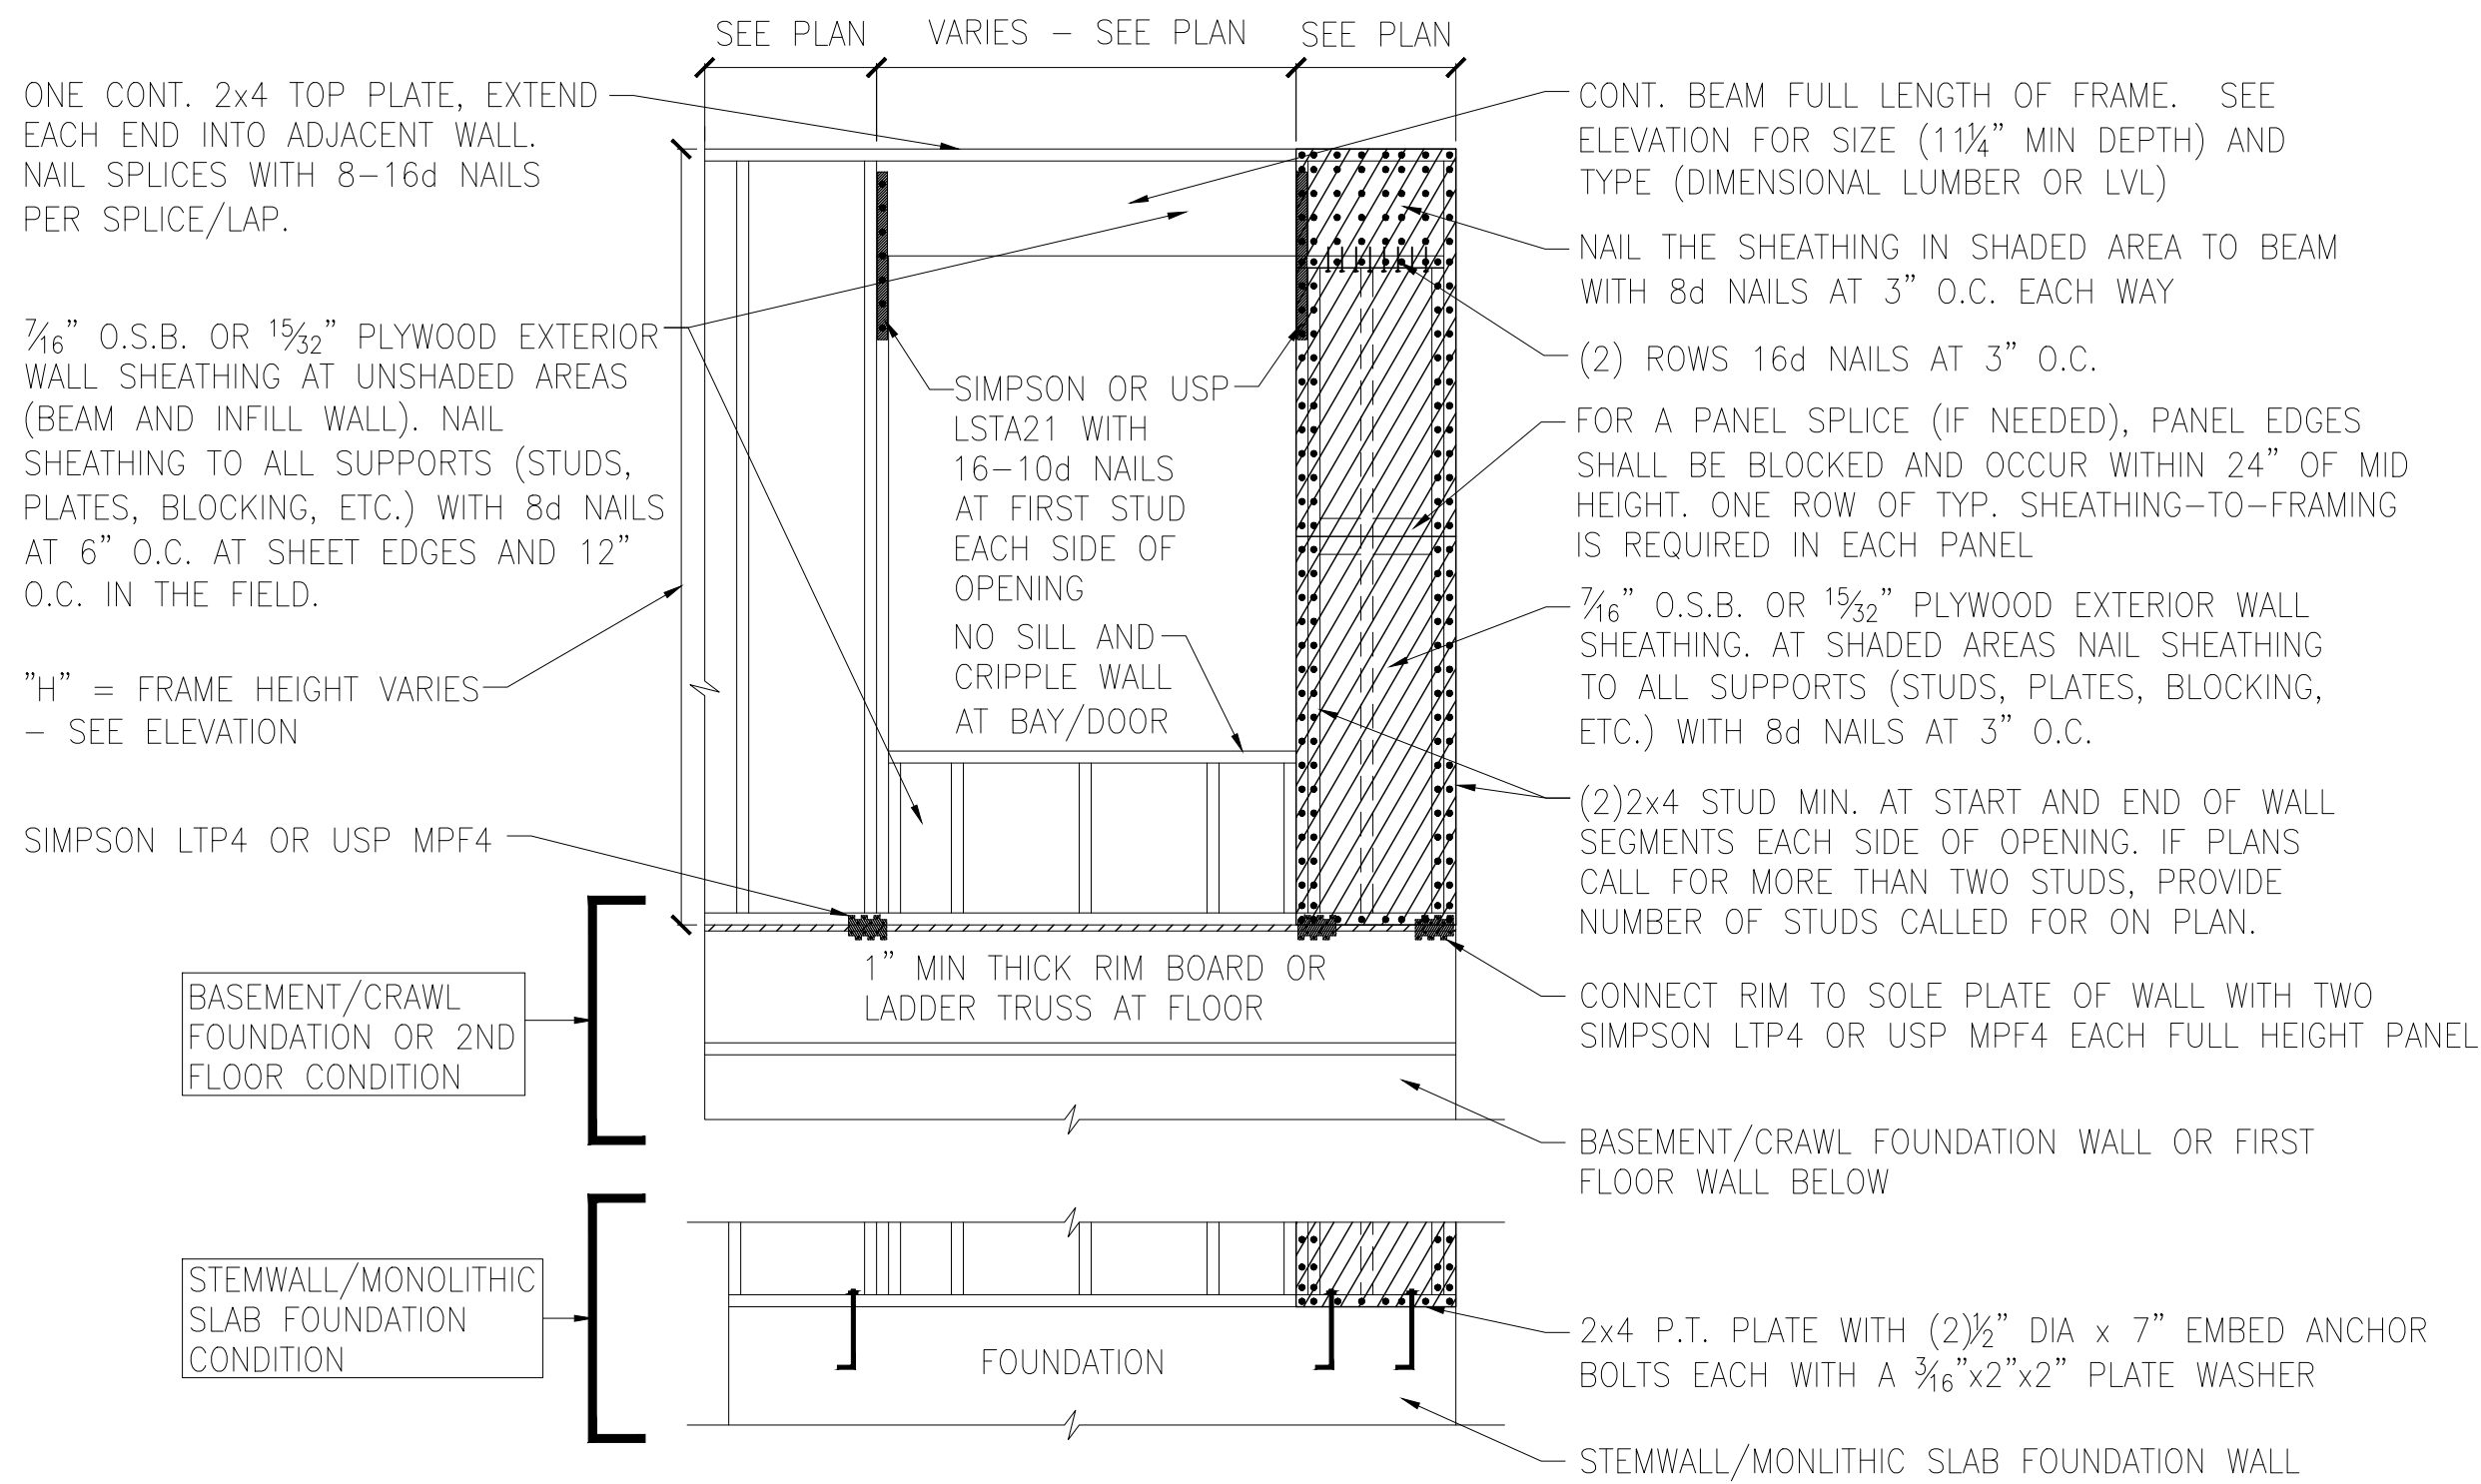 SEE PLAN
VARIES – SEE PLAN
SEE PLAN
ONE CONT. 2x4 TOP PLATE, EXTEND
EACH END INTO ADJACENT WALL.
NAIL SPLICES WITH 8–16d NAILS
PER SPLICE/LAP.
7/16" O.S.B. OR 15/32" PLYWOOD EXTERIOR
WALL SHEATHING AT UNSHADED AREAS
(BEAM AND INFILL WALL). NAIL
SHEATHING TO ALL SUPPORTS (STUDS,
PLATES, BLOCKING, ETC.) WITH 8d NAILS
AT 6" O.C. AT SHEET EDGES AND 12"
O.C. IN THE FIELD.
"H" = FRAME HEIGHT VARIES
– SEE ELEVATION
SIMPSON LTP4 OR USP MPF4
BASEMENT/CRAWL
FOUNDATION OR 2ND
FLOOR CONDITION
STEMWALL/MONOLITHIC
SLAB FOUNDATION
CONDITION
SIMPSON OR USP
LSTA21 WITH
16–10d NAILS
AT FIRST STUD
EACH SIDE OF
OPENING
NO SILL AND
CRIPPLE WALL
AT BAY/DOOR
1" MIN THICK RIM BOARD OR
LADDER TRUSS AT FLOOR
FOUNDATION
CONT. BEAM FULL LENGTH OF FRAME. SEE
ELEVATION FOR SIZE (11¼" MIN DEPTH) AND
TYPE (DIMENSIONAL LUMBER OR LVL)
NAIL THE SHEATHING IN SHADED AREA TO BEAM
WITH 8d NAILS AT 3" O.C. EACH WAY
(2) ROWS 16d NAILS AT 3" O.C.
FOR A PANEL SPLICE (IF NEEDED), PANEL EDGES
SHALL BE BLOCKED AND OCCUR WITHIN 24" OF MID
HEIGHT. ONE ROW OF TYP. SHEATHING–TO–FRAMING
IS REQUIRED IN EACH PANEL
7/16" O.S.B. OR 15/32" PLYWOOD EXTERIOR WALL
SHEATHING. AT SHADED AREAS NAIL SHEATHING
TO ALL SUPPORTS (STUDS, PLATES, BLOCKING,
ETC.) WITH 8d NAILS AT 3" O.C.
(2)2x4 STUD MIN. AT START AND END OF WALL
SEGMENTS EACH SIDE OF OPENING. IF PLANS
CALL FOR MORE THAN TWO STUDS, PROVIDE
NUMBER OF STUDS CALLED FOR ON PLAN.
CONNECT RIM TO SOLE PLATE OF WALL WITH TWO
SIMPSON LTP4 OR USP MPF4 EACH FULL HEIGHT PANEL
BASEMENT/CRAWL FOUNDATION WALL OR FIRST
FLOOR WALL BELOW
2x4 P.T. PLATE WITH (2)½" DIA x 7" EMBED ANCHOR
BOLTS EACH WITH A 3/16"x2"x2" PLATE WASHER
STEMWALL/MONLITHIC SLAB FOUNDATION WALL